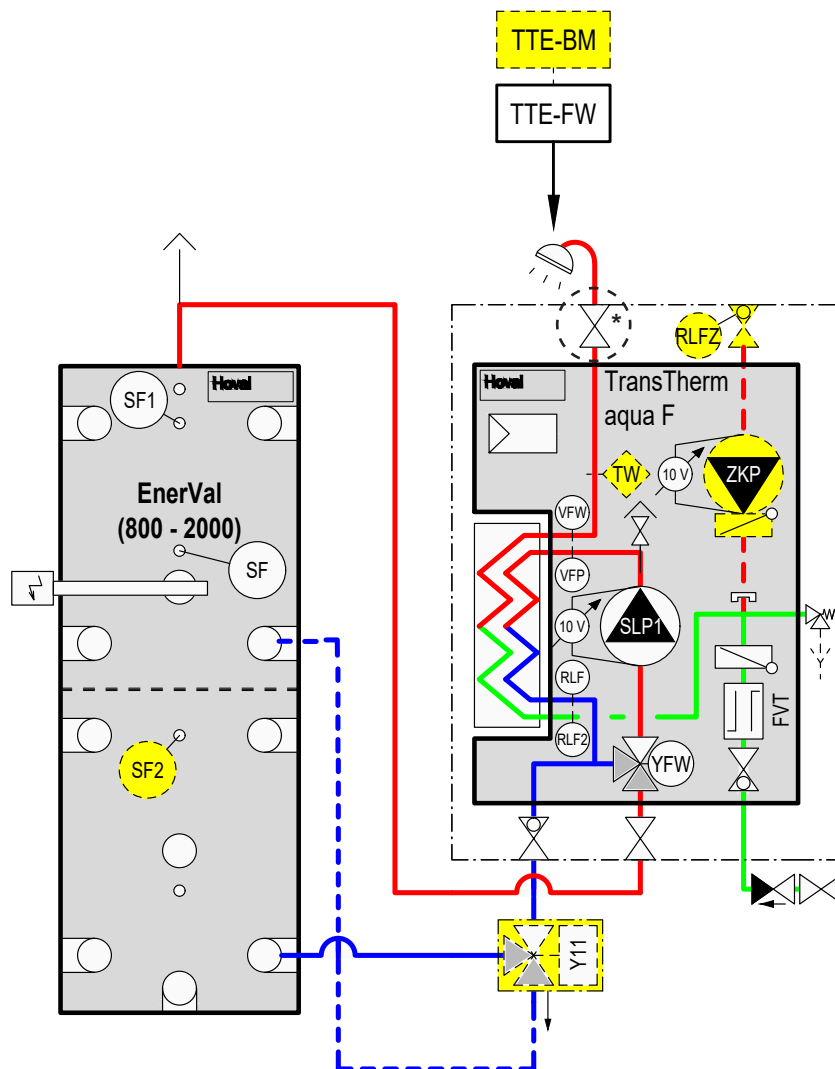 TTE-BM
TTE-FW
*
RLFZ
Hoval
SF1
Hoval
TransTherm
aqua F
TW
10 V
ZKP
EnerVal
(800 - 2000)
VFW
SF
VFP
10 V
SLP1
RLF
FVT
RLF2
YFW
SF2
Y11